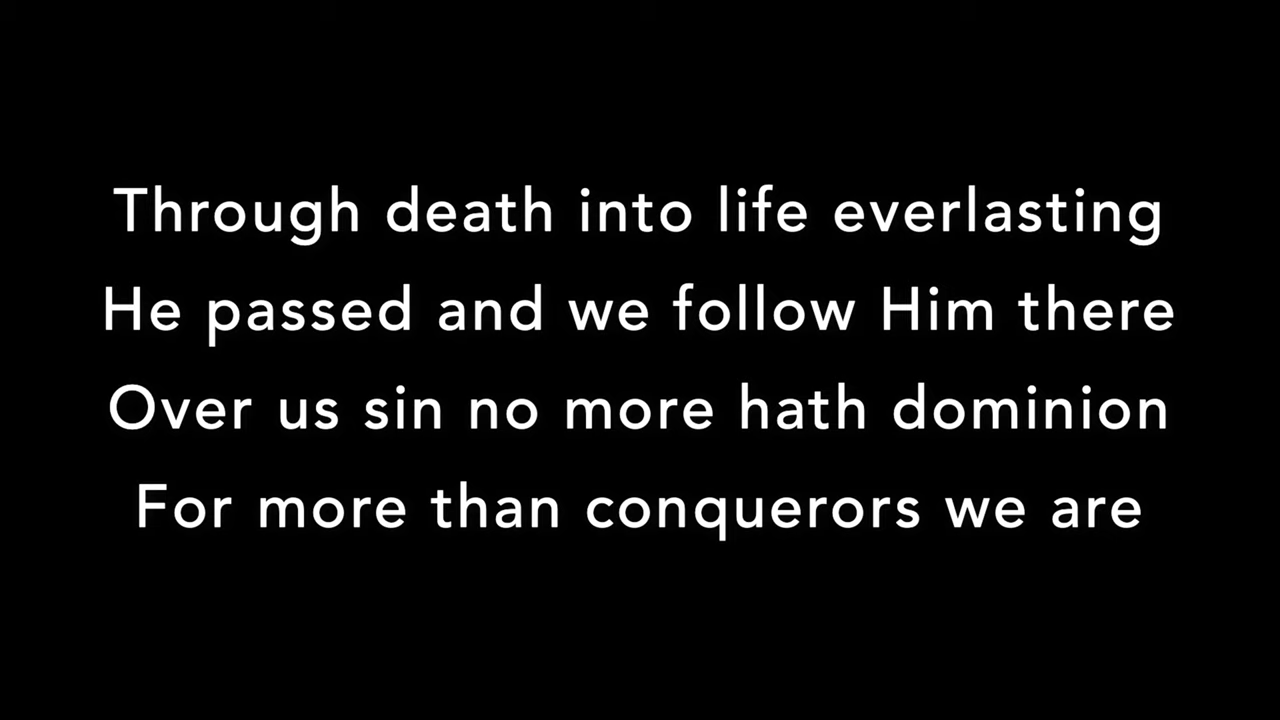 Through death into life everlasting
He passed and we follow Him there
Over us sin no more hath dominion
For more than conquerors we are